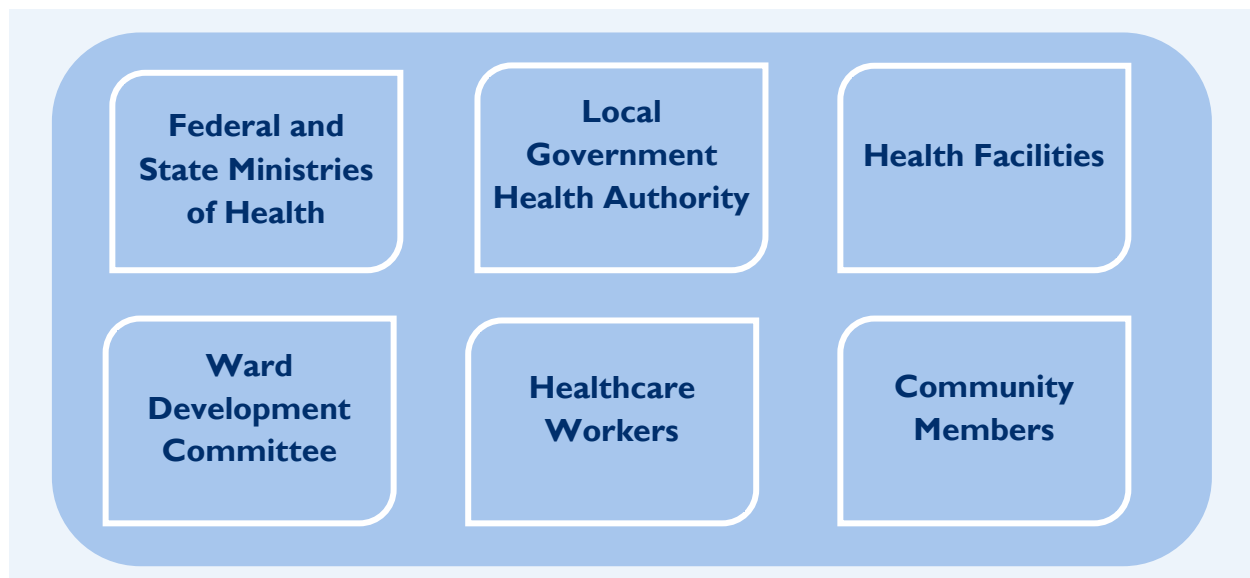 Federal and
State Ministries
of Health
Local
Government
Health Authority
Health Facilities
Ward
Development
Committee
Healthcare
Workers
Community
Members